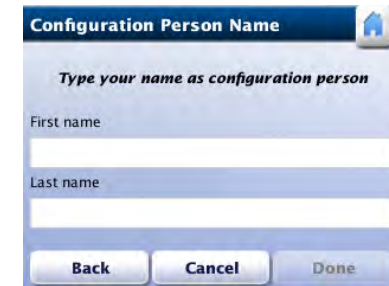 Configuration Person Name
Type your name as configuration person
First name
Last name
Back Cancel Done